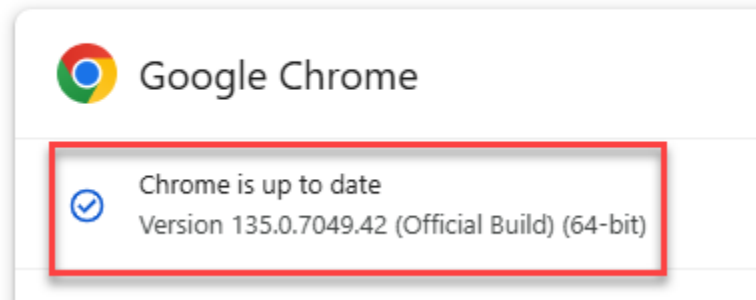 Google Chrome
Chrome is up to date
Version 135.0.7049.42 (Official Build) (64-bit)